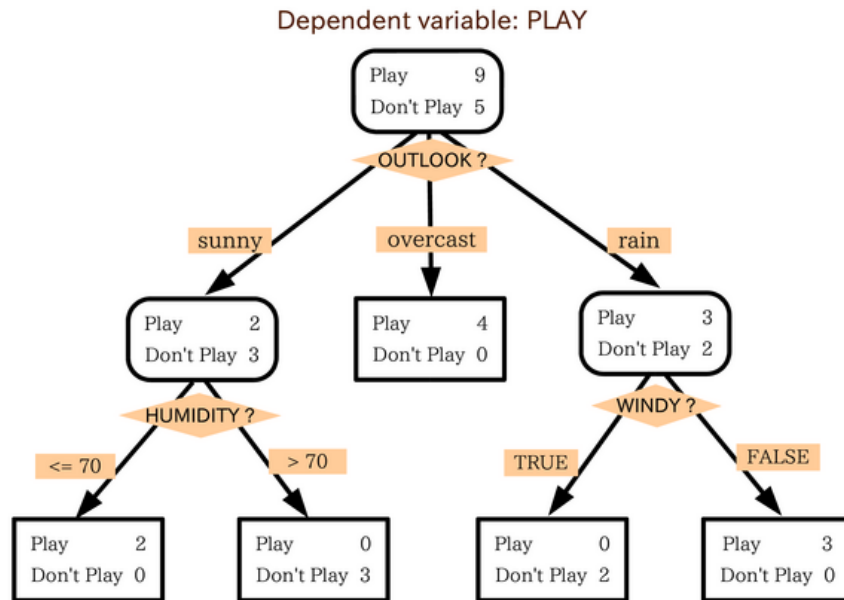 Dependent variable: PLAY
Play 9
Don't Play 5
OUTLOOK ?
sunny
overcast
rain
Play 2
Don't Play 3
Play 4
Don't Play 0
Play 3
Don't Play 2
HUMIDITY ?
WINDY ?
<= 70
> 70
TRUE
FALSE
Play 2
Don't Play 0
Play 0
Don't Play 3
Play 0
Don't Play 2
Play 3
Don't Play 0